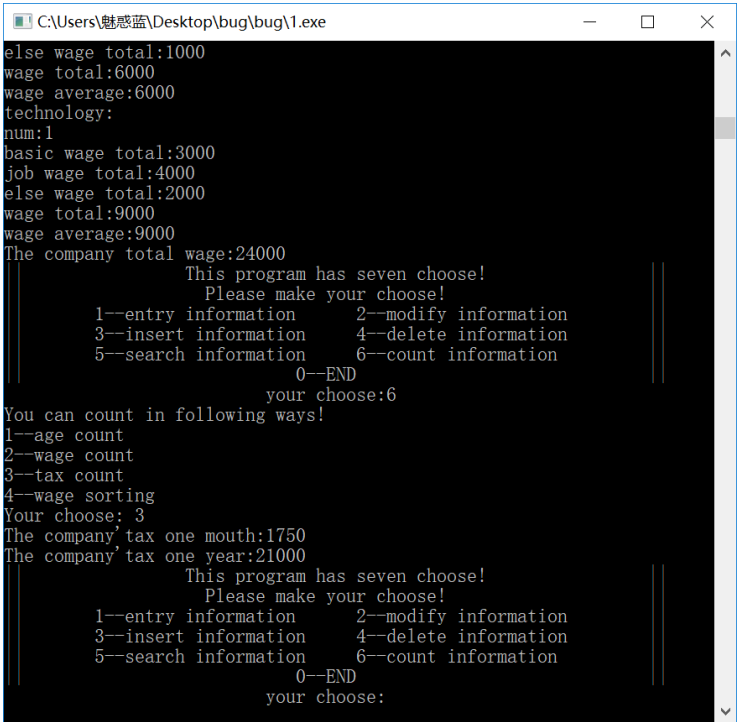 C:\Users\魅惑蓝\Desktop\bug\bug\1.exe
else wage total:1000
wage total:6000
wage average:6000
technology:
num:1
basic wage total:3000
job wage total:4000
else wage total:2000
wage total:9000
wage average:9000
The company total wage:24000
This program has seven choose!
Please make your choose!
1--entry information 2--modify information
3--insert information 4--delete information
5--search information 6--count information
0--END
your choose:6
You can count in following ways!
1--age count
2--wage count
3--tax count
4--wage sorting
Your choose: 3
The company'tax one mouth:1750
The company'tax one year:21000
This program has seven choose!
Please make your choose!
1--entry information 2--modify information
3--insert information 4--delete information
5--search information 6--count information
0--END
your choose: